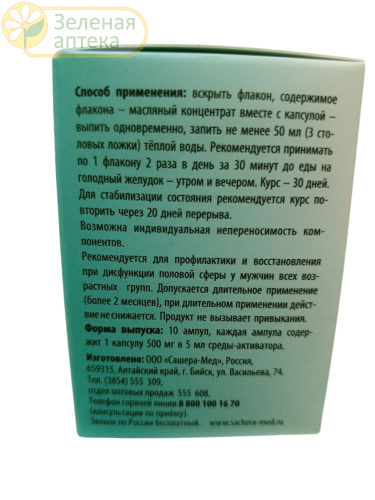 Зеленая
аптека
Способ применения: вскрыть флакон, содержимое
флакона – масляный концентрат вместе с капсулой –
выпить одновременно, запить не менее 50 мл (3 сто-
ловых ложки) тёплой воды. Рекомендуется принимать
по 1 флакону 2 раза в день за 30 минут до еды на
голодный желудок – утром и вечером. Курс – 30 дней.
Для стабилизации состояния рекомендуется курс по-
вторить через 20 дней перерыва.
Возможна индивидуальная непереносимость ком-
понентов.
Рекомендуется для профилактики и восстановления
при дисфункции половой сферы у мужчин всех воз-
растных групп. Допускается длительное применение
(более 2 месяцев), при длительном применении дейст-
вие не снижается. Продукт не вызывает привыкания.
Форма выпуска: 10 ампул, каждая ампула содер-
жит 1 капсулу 500 мг в 5 мл среды-активатора.
Изготовлено: ООО «Сашера-Мед», Россия,
659315, Алтайский край, г. Бийск, ул. Васильева, 74.
Тел. (3854) 555 309,
отдел оптовых продаж 555 608.
Телефон горячей линии 8 800 100 16 70
(консультации по приёму).
Звонок по России бесплатный. www.sachera-med.ru